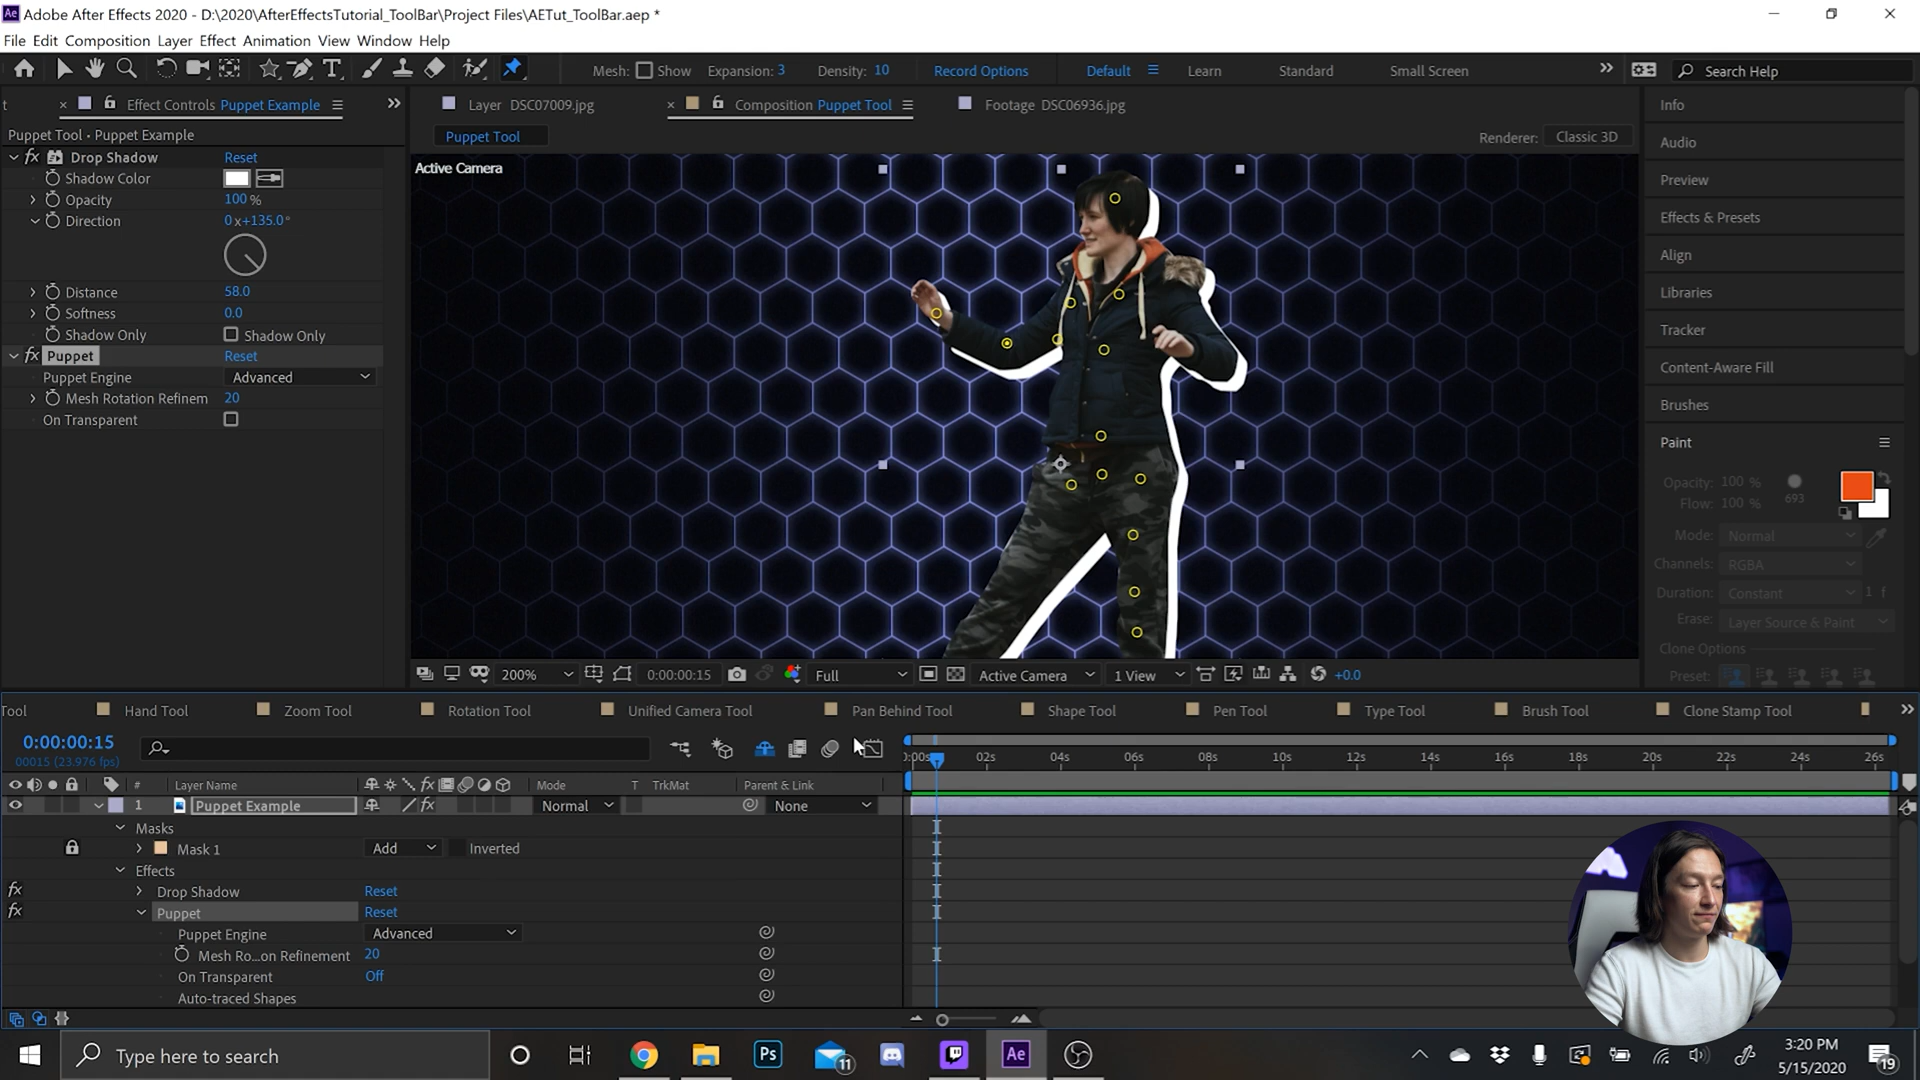 Adobe After Effects 2020 - D:\2020\AfterEffectsTutorial_ToolBar\Project Files\AETut_ToolBar.aep *
File Edit Composition Layer Effect Animation View Window Help
Mesh: Show Expansion: 3 Density: 10 Record Options Default Learn Standard Small Screen Search Help
t Effect Controls Puppet Example
Layer DSC07009.jpg Composition Puppet Tool Footage DSC06936.jpg
Puppet Tool • Puppet Example
Drop Shadow Reset
Shadow Color
Opacity 100 %
Direction 0 x+135.0 °
Distance 58.0
Softness 0.0
Shadow Only Shadow Only
Puppet Reset
Puppet Engine Advanced
Mesh Rotation Refinem 20
On Transparent
Puppet Tool
Renderer: Classic 3D
Active Camera
200% 0:00:00:15 Full Active Camera 1 View +0.0
Info
Audio
Preview
Effects & Presets
Align
Libraries
Tracker
Content-Aware Fill
Brushes
Paint
Opacity: 100 %
Flow: 100 %
693
Mode: Normal
Channels: RGBA
Duration: Constant 1 f
Erase: Layer Source & Paint
Clone Options
Preset:
Tool Hand Tool Zoom Tool Rotation Tool Unified Camera Tool Pan Behind Tool Shape Tool Pen Tool Type Tool Brush Tool Clone Stamp Tool
0:00:00:15
00015 (23.976 fps)
):00s 02s 04s 06s 08s 10s 12s 14s 16s 18s 20s 22s 24s 26s
# Layer Name fx Mode T TrkMat Parent & Link
1 Puppet Example Normal None
Masks
Mask 1 Add Inverted
Effects
fx Drop Shadow Reset
fx Puppet Reset
Puppet Engine Advanced
Mesh Ro...on Refinement 20
On Transparent Off
Auto-traced Shapes
Type here to search
Ps
11
Ae
3:20 PM
5/15/2020
19